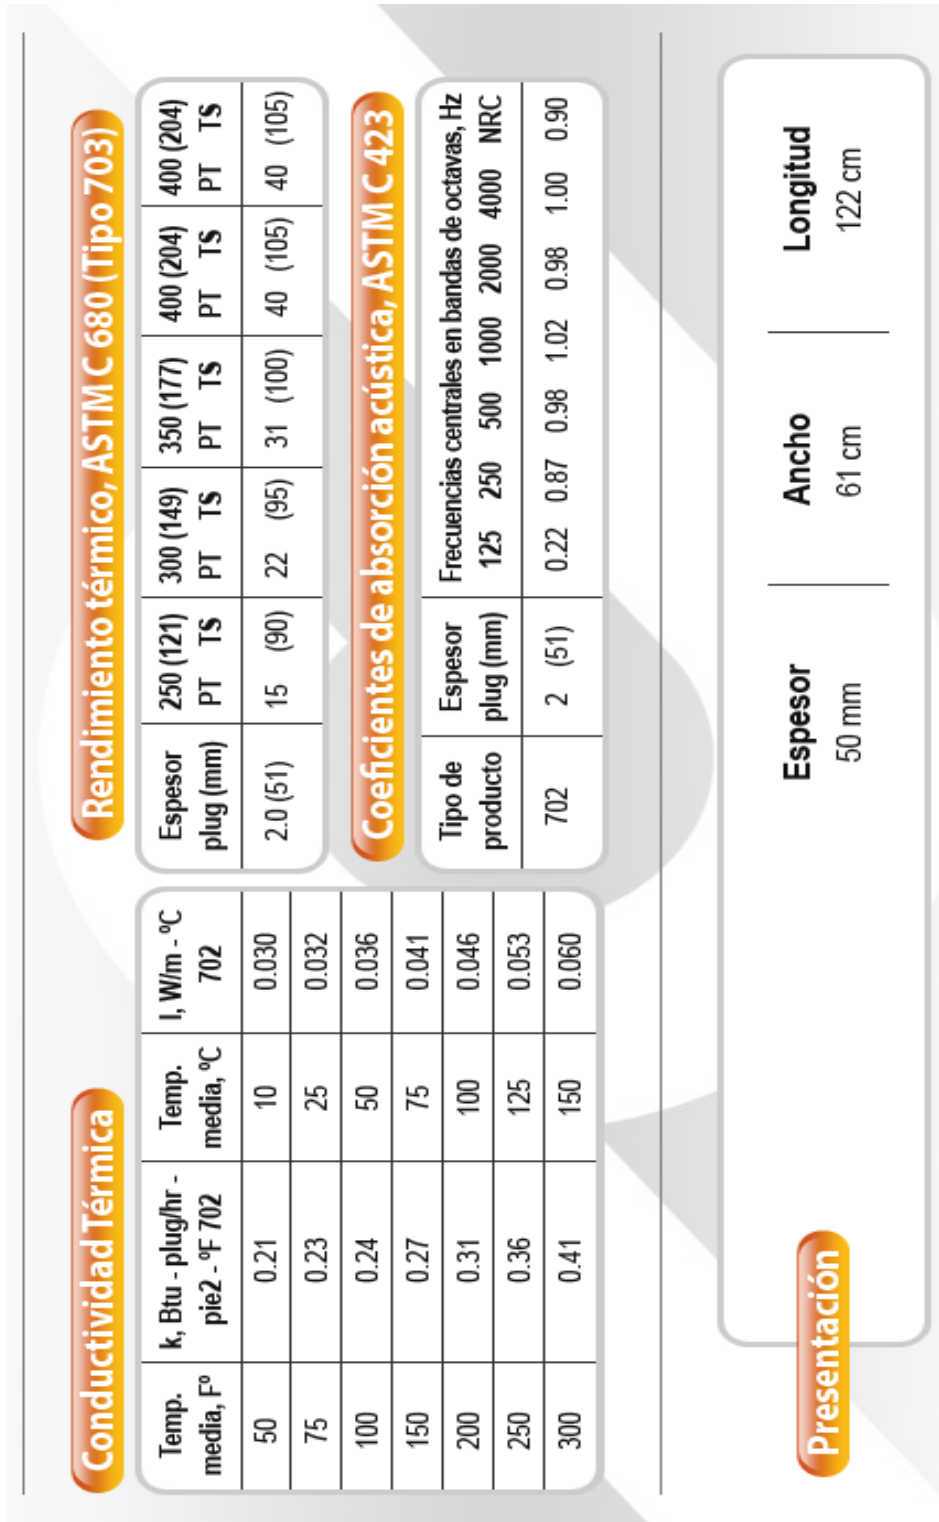 Conductividad Térmica
Temp. media, Fº | k, Btu - plug/hr - pie2 - ºF 702 | Temp. media, ºC | l, W/m - ºC 702
50 | 0.21 | 10 | 0.030
75 | 0.23 | 25 | 0.032
100 | 0.24 | 50 | 0.036
150 | 0.27 | 75 | 0.041
200 | 0.31 | 100 | 0.046
250 | 0.36 | 125 | 0.053
300 | 0.41 | 150 | 0.060
Rendimiento térmico, ASTM C 680 (Tipo 703)
Espesor plug (mm) | 250 (121) PT TS | 300 (149) PT TS | 350 (177) PT TS | 400 (204) PT TS | 400 (204) PT TS
2.0 (51) | 15 (90) | 22 (95) | 31 (100) | 40 (105) | 40 (105)
Coeficientes de absorción acústica, ASTM C 423
Tipo de producto | Espesor plug (mm) | Frecuencias centrales en bandas de octavas, Hz
125 250 500 1000 2000 4000 NRC
702 | 2 (51) | 0.22 0.87 0.98 1.02 0.98 1.00 0.90
Presentación
Espesor | Ancho | Longitud
50 mm | 61 cm | 122 cm